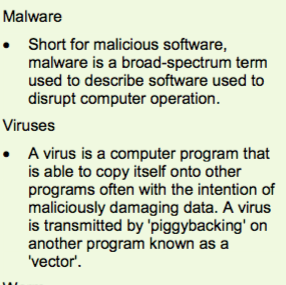 Malware
• Short for malicious software,
malware is a broad-spectrum term
used to describe software used to
disrupt computer operation.
Viruses
• A virus is a computer program that
is able to copy itself onto other
programs often with the intention of
maliciously damaging data. A virus
is transmitted by 'piggybacking' on
another program known as a
'vector'.